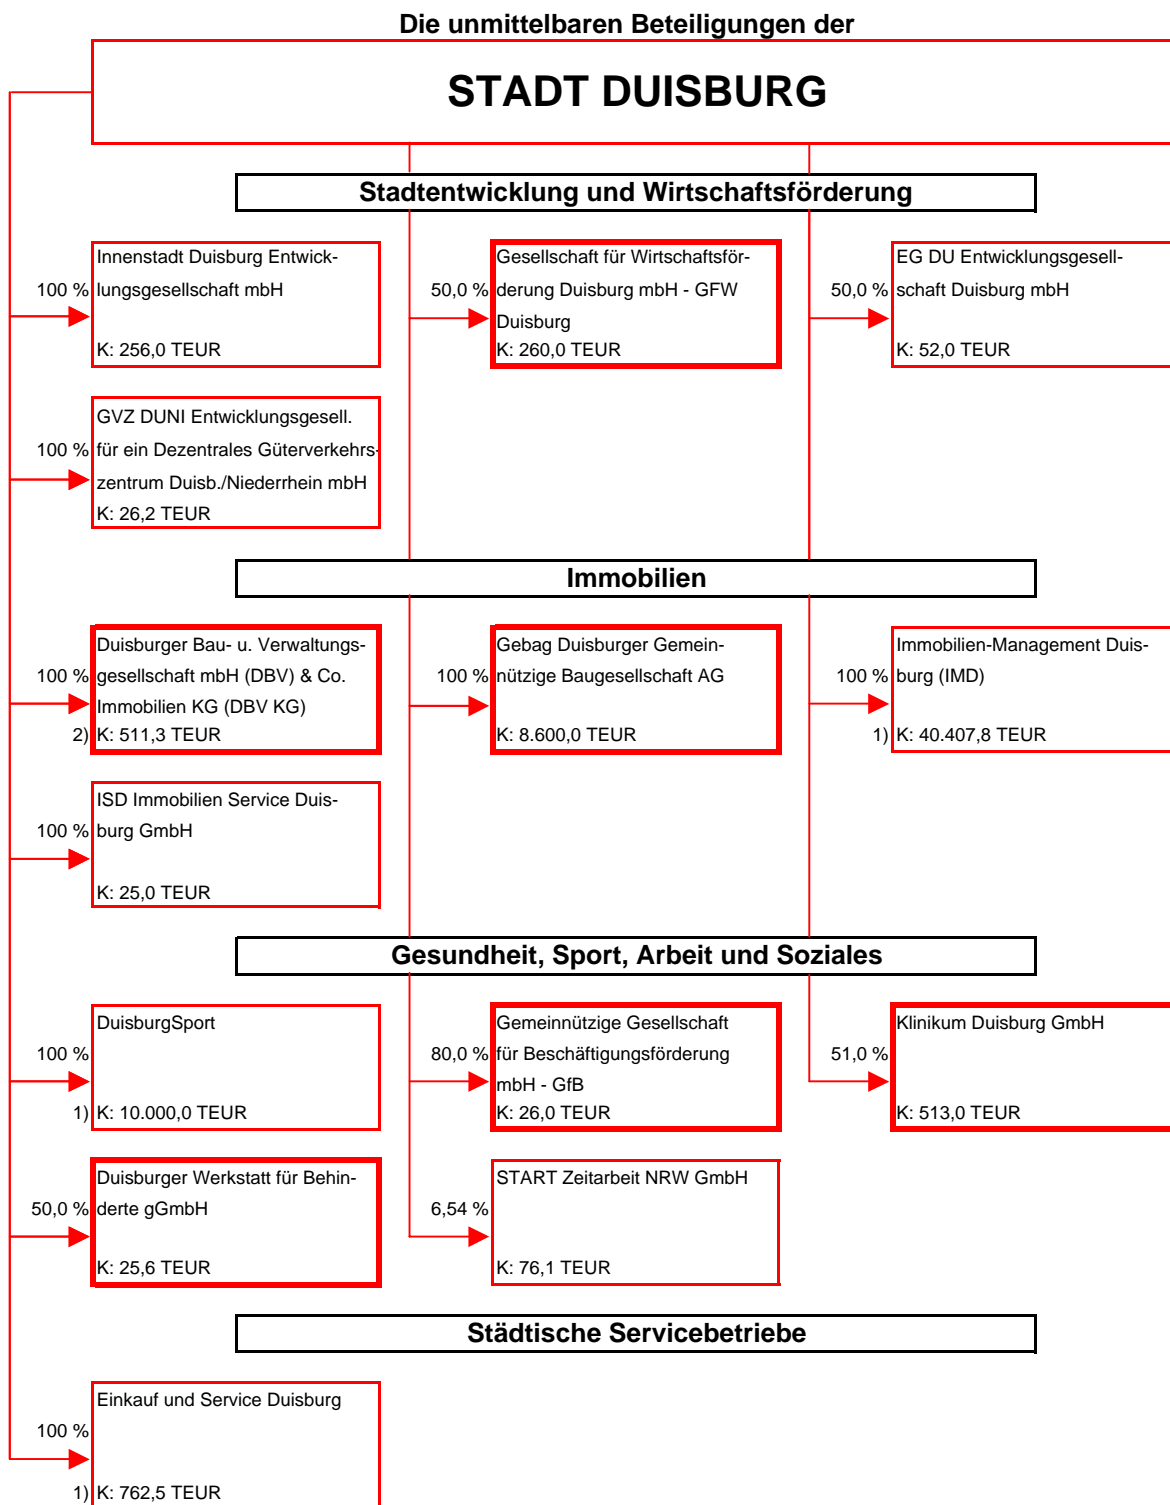 Die unmittelbaren Beteiligungen der
STADT DUISBURG
Stadtentwicklung und Wirtschaftsförderung
Innenstadt Duisburg Entwick-
100 % lungsgesellschaft mbH
K: 256,0 TEUR
Gesellschaft für Wirtschaftsför-
50,0 % derung Duisburg mbH - GFW
Duisburg
K: 260,0 TEUR
EG DU Entwicklungsgesell-
50,0 % schaft Duisburg mbH
K: 52,0 TEUR
GVZ DUNI Entwicklungsgesell.
100 % für ein Dezentrales Güterverkehrs-
zentrum Duisb./Niederrhein mbH
K: 26,2 TEUR
Immobilien
Duisburger Bau- u. Verwaltungs-
100 % gesellschaft mbH (DBV) & Co.
Immobilien KG (DBV KG)
2) K: 511,3 TEUR
Gebag Duisburger Gemein-
100 % nützige Baugesellschaft AG
K: 8.600,0 TEUR
Immobilien-Management Duis-
100 % burg (IMD)
1) K: 40.407,8 TEUR
ISD Immobilien Service Duis-
100 % burg GmbH
K: 25,0 TEUR
Gesundheit, Sport, Arbeit und Soziales
DuisburgSport
100 %
1) K: 10.000,0 TEUR
Gemeinnützige Gesellschaft
80,0 % für Beschäftigungsförderung
mbH - GfB
K: 26,0 TEUR
Klinikum Duisburg GmbH
51,0 %
K: 513,0 TEUR
Duisburger Werkstatt für Behin-
50,0 % derte gGmbH
K: 25,6 TEUR
START Zeitarbeit NRW GmbH
6,54 %
K: 76,1 TEUR
Städtische Servicebetriebe
Einkauf und Service Duisburg
100 %
1) K: 762,5 TEUR